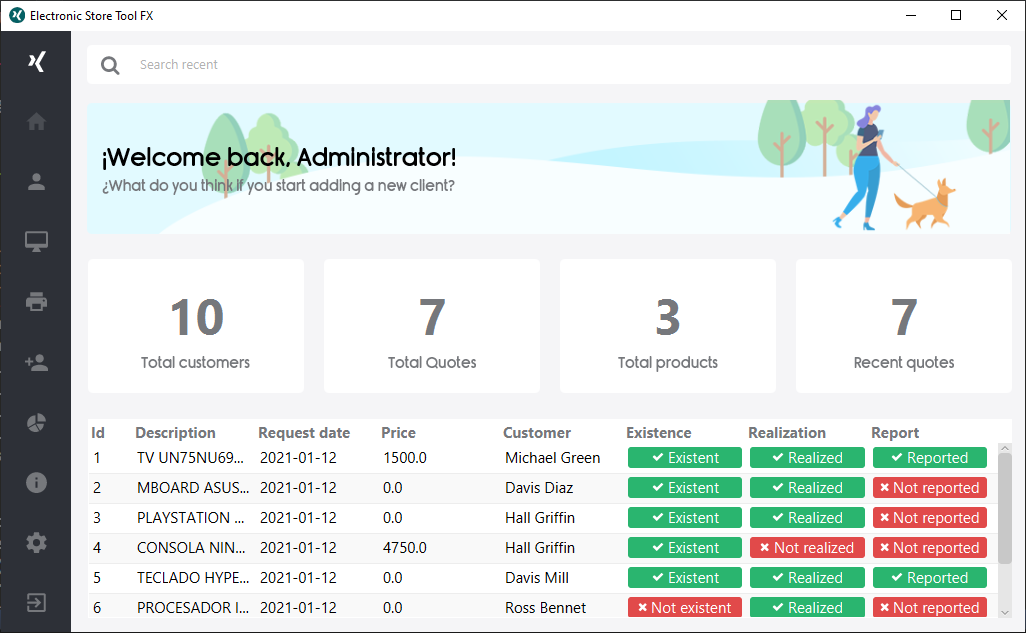 Electronic Store Tool FX
Search recent
¡Welcome back, Administrator!
¿What do you think if you start adding a new client?
10 7 3 7
Total customers Total Quotes Total products Recent quotes
Id Description Request date Price Customer Existence Realization Report
1 TV UN75NU69... 2021-01-12 1500.0 Michael Green Existent Realized Reported
2 MBOARD ASUS... 2021-01-12 0.0 Davis Diaz Existent Realized Not reported
3 PLAYSTATION ... 2021-01-12 0.0 Hall Griffin Existent Realized Not reported
4 CONSOLA NIN... 2021-01-12 4750.0 Hall Griffin Existent Not realized Not reported
5 TECLADO HYPE... 2021-01-12 0.0 Davis Mill Existent Realized Reported
6 PROCESADOR I... 2021-01-12 0.0 Ross Bennet Not existent Realized Not reported